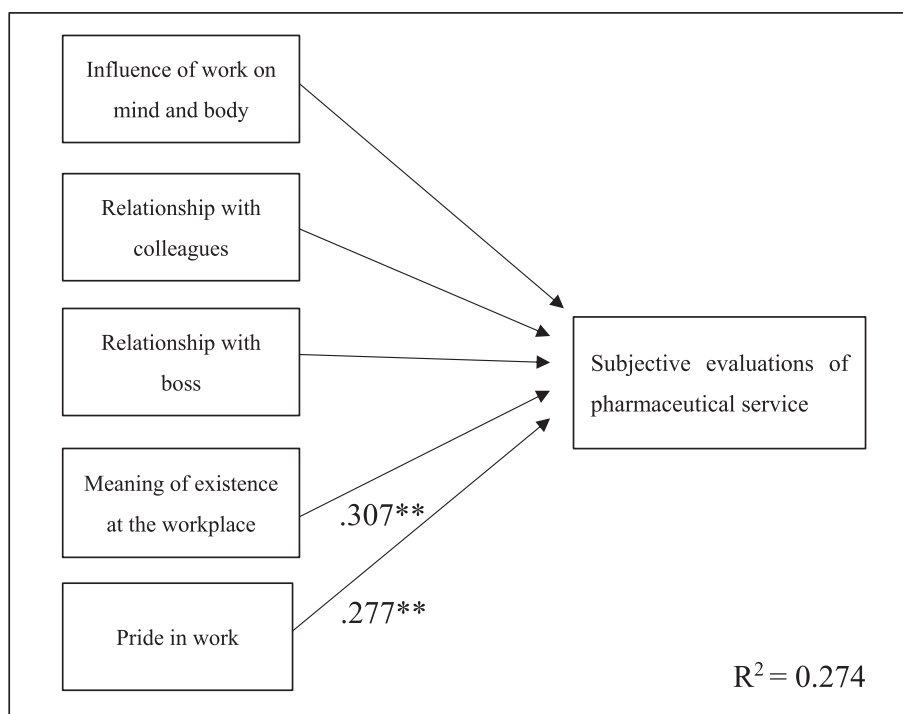 Influence of work on
mind and body
Relationship with
colleagues
Relationship with
boss
Subjective evaluations of
pharmaceutical service
Meaning of existence
at the workplace
.307**
.277**
Pride in work
R² = 0.274